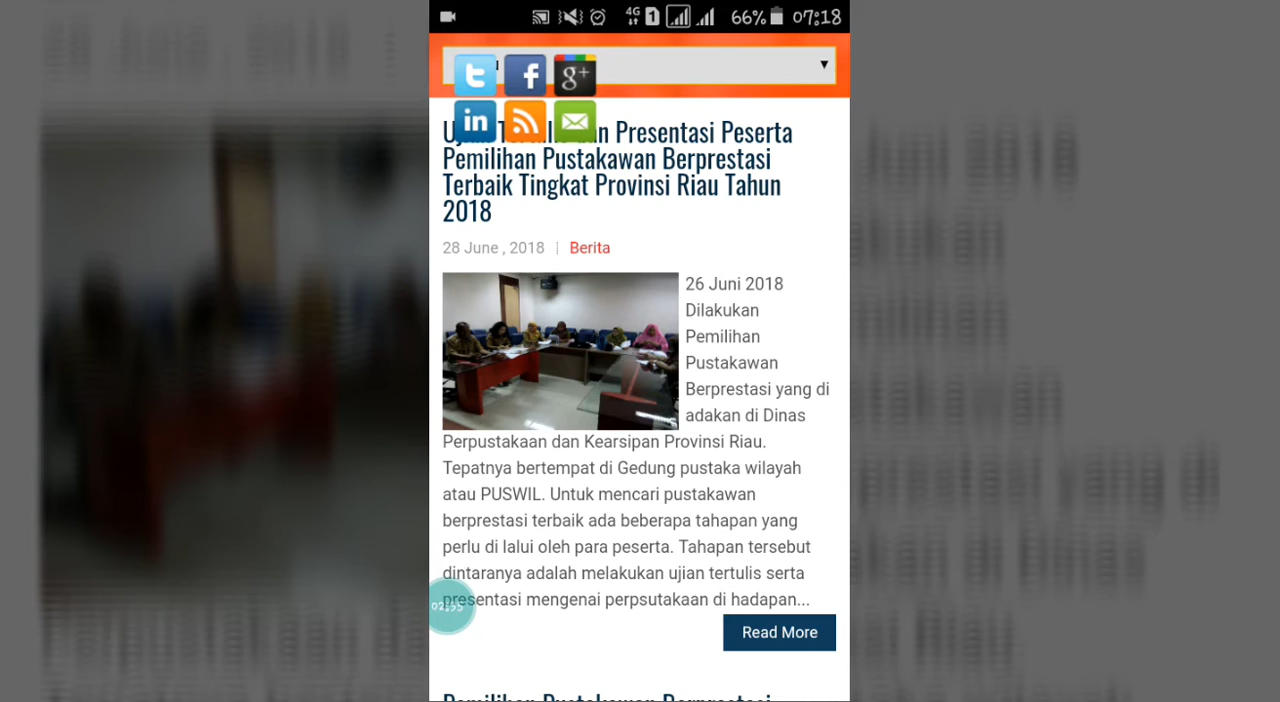 4G 1 66% 07:18
Presentasi Peserta
Pemilihan Pustakawan Berprestasi
Terbaik Tingkat Provinsi Riau Tahun
2018
28 June , 2018 Berita
26 Juni 2018
Dilakukan
Pemilihan
Pustakawan
Berprestasi yang di
adakan di Dinas
Perpustakaan dan Kearsipan Provinsi Riau.
Tepatnya bertempat di Gedung pustaka wilayah
atau PUSWIL. Untuk mencari pustakawan
berprestasi terbaik ada beberapa tahapan yang
perlu di lalui oleh para peserta. Tahapan tersebut
dintaranya adalah melakukan ujian tertulis serta
presentasi mengenai perpsutakaan di hadapan...
Read More
Pemilihan Pustakawan Berprestasi